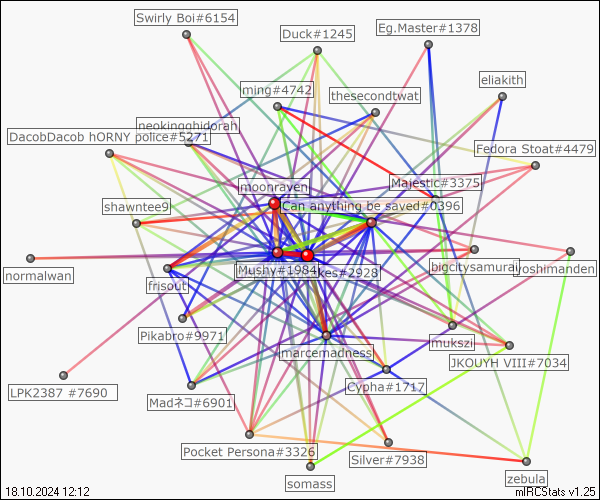 Swirly Boi#6154
Duck#1245
Eg.Master#1378
eliakith
ming#4742
thesecondtwat
neokingghidorah
DacobDacob hORNY police#5271
Fedora Stoat#4479
moonraven
Majestic#3375
shawntee9
Can anything be saved#0396
normalwan
frisout
Mushy#1984
kes#2928
bigcitysamurai
yoshimanden
Pikabro#9971
marcemadness
mukszi
JKOUYH VIII#7034
LPK2387 #7690
Madネコ#6901
Cypha#1717
Pocket Persona#3326
Silver#7938
somass
zebula
18.10.2024 12:12
mIRCStats v1.25